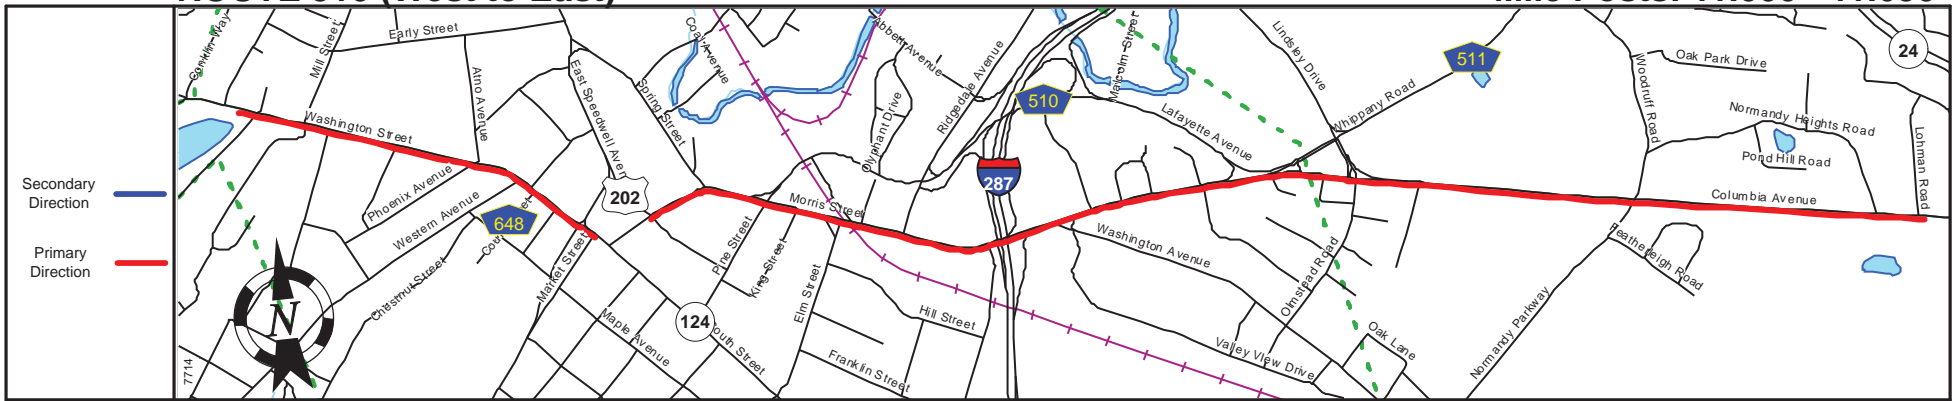 Secondary
Direction
Primary
Direction
Conklin Way
Mill Street
Early Street
Atno Avenue
Washington Street
East Speedwell Aven
Spring Street
Coal Avenue
Abbett Avenue
Ridgedale Avenue
Olyphant Drive
Malcolm Street
510
Lafayette Avenue
Lindsley Drive
Whippany Road
511
Woodruff Road
Oak Park Drive
24
Normandy Heights Road
Pond Hill Road
Lohman Road
Columbia Avenue
Phoenix Avenue
Western Avenue
648
Chestnut Street
Market Street
202
Morris Street
287
Pine Street
King Street
Elm Street
124
Maple Avenue
outh Street
Hill Street
Franklin Street
Washington Avenue
Olmstead Road
Valley View Drive
Oak Lane
Normandy Parkway
Featherleigh Road
N
7714